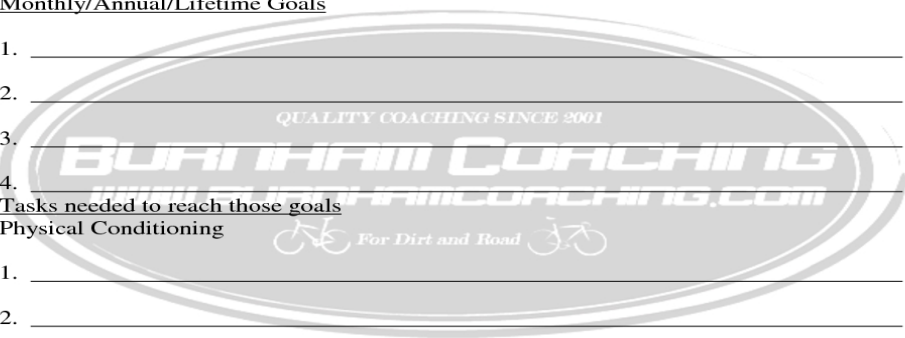 Monthly/Annual/Lifetime Goals
1.
2.
QUALITY COACHING SINCE 2001
3.
BURNHAM COACHING
4.
WWW.BURNHAMCOACHING.COM
Tasks needed to reach those goals
Physical Conditioning
For Dirt and Road
1.
2.